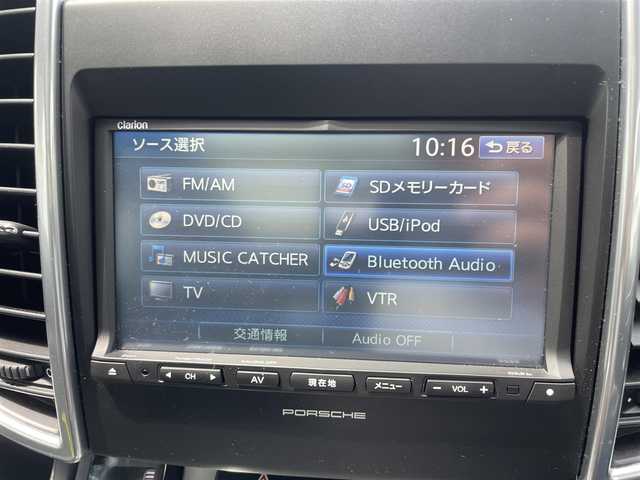 clarion
ソース選択 10:16 戻る
FM/AM SDメモリーカード
DVD/CD USB/iPod
MUSIC CATCHER Bluetooth Audio
TV VTR
交通情報 Audio OFF
CH AV 現在地 メニュー － VOL ＋
PORSCHE